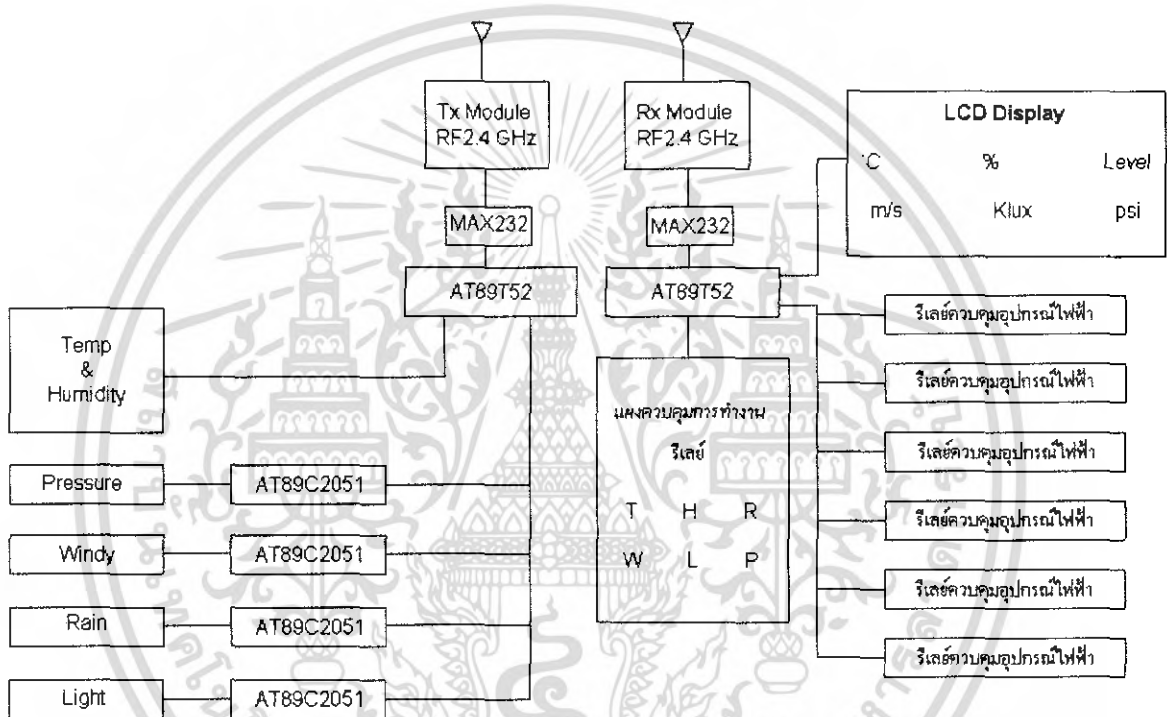 Tx Module
RF2.4 GHz
Rx Module
RF2.4 GHz
LCD Display
°C % Level
m/s Klux psi
MAX232
MAX232
AT89T52
AT89T52
Temp
&
Humidity
รีเลย์ควบคุมอุปกรณ์ไฟฟ้า
รีเลย์ควบคุมอุปกรณ์ไฟฟ้า
รีเลย์ควบคุมอุปกรณ์ไฟฟ้า
รีเลย์ควบคุมอุปกรณ์ไฟฟ้า
รีเลย์ควบคุมอุปกรณ์ไฟฟ้า
รีเลย์ควบคุมอุปกรณ์ไฟฟ้า
แผงควบคุมการทำงาน
รีเลย์
T H R
W L P
Pressure
AT89C2051
Windy
AT89C2051
Rain
AT89C2051
Light
AT89C2051